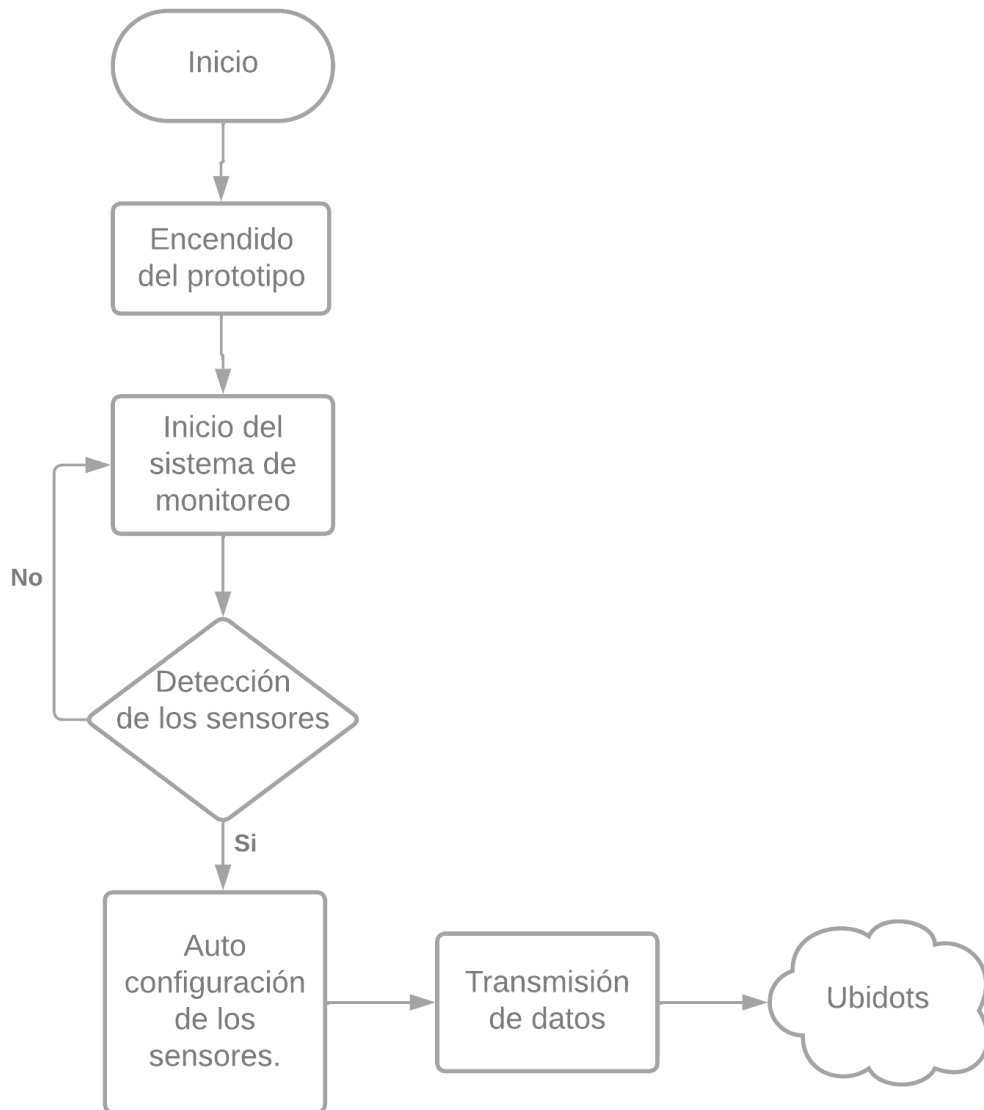 Inicio
Encendido
del prototipo
Inicio del
sistema de
monitoreo
No
Detección
de los sensores
Si
Auto
configuración
de los
sensores.
Transmisión
de datos
Ubidots